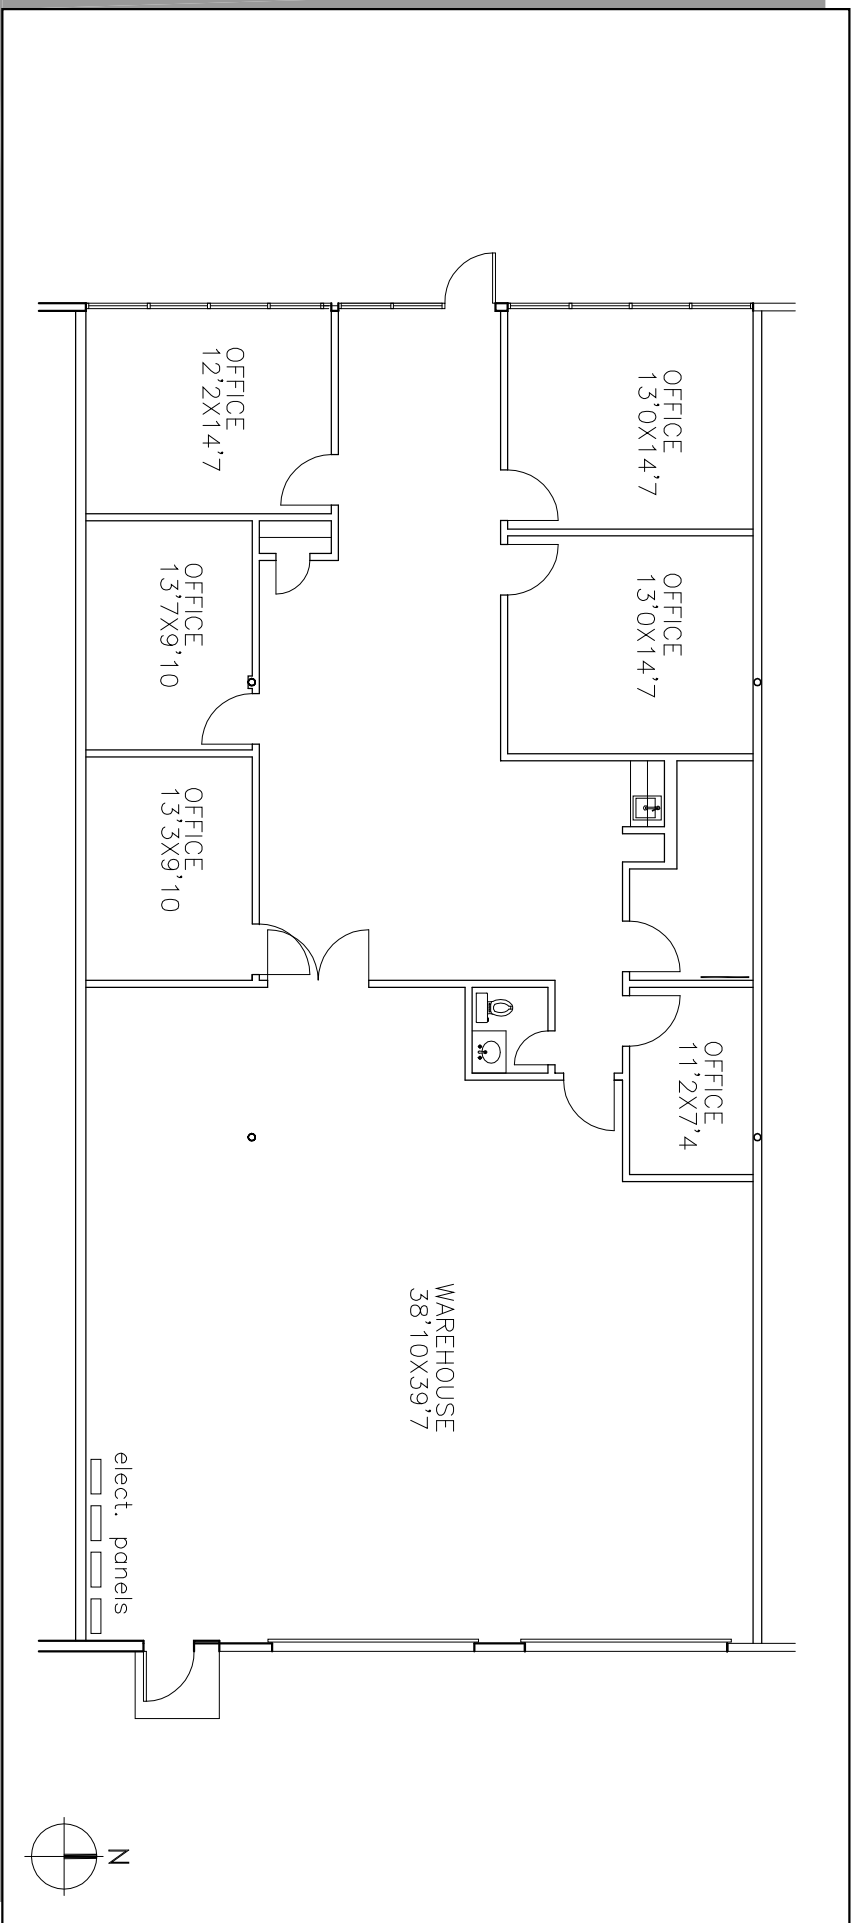 OFFICE
12'2X14'7
OFFICE
13'0X14'7
OFFICE
13'7X9'10
OFFICE
13'0X14'7
OFFICE
13'3X9'10
OFFICE
11'2X7'4
WAREHOUSE
38'10X39'7
elect. panels
N